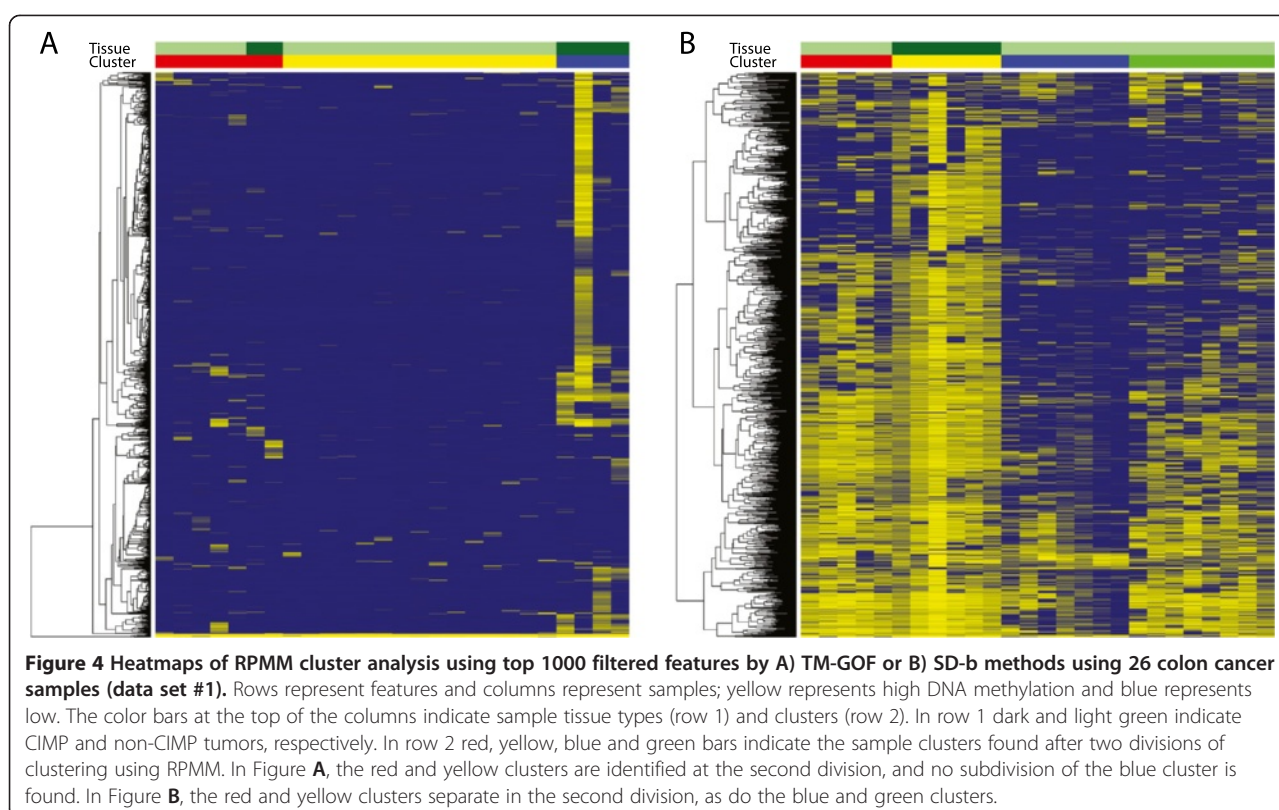 A
Tissue
Cluster
B
Tissue
Cluster
Figure 4 Heatmaps of RPMM cluster analysis using top 1000 filtered features by A) TM-GOF or B) SD-b methods using 26 colon cancer
samples (data set #1). Rows represent features and columns represent samples; yellow represents high DNA methylation and blue represents
low. The color bars at the top of the columns indicate sample tissue types (row 1) and clusters (row 2). In row 1 dark and light green indicate
CIMP and non-CIMP tumors, respectively. In row 2 red, yellow, blue and green bars indicate the sample clusters found after two divisions of
clustering using RPMM. In Figure A, the red and yellow clusters are identified at the second division, and no subdivision of the blue cluster is
found. In Figure B, the red and yellow clusters separate in the second division, as do the blue and green clusters.